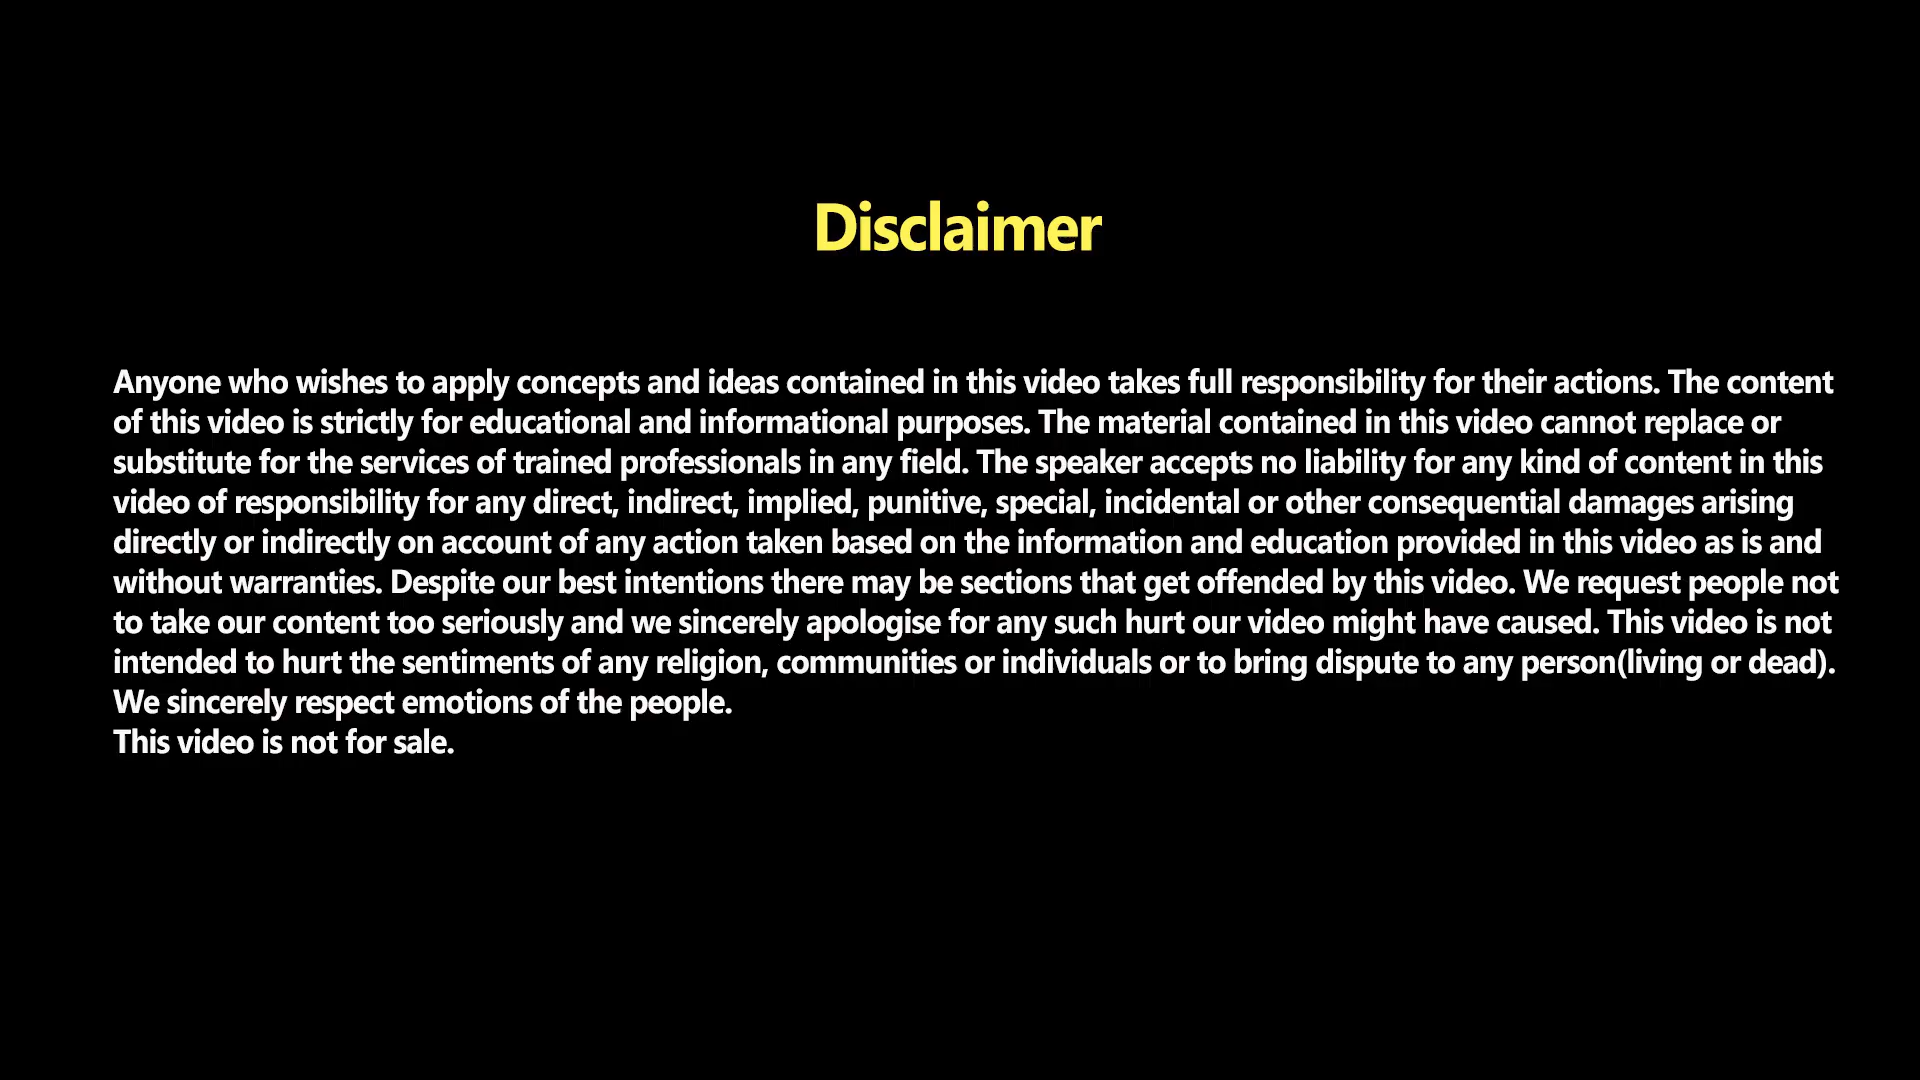 Disclaimer
Anyone who wishes to apply concepts and ideas contained in this video takes full responsibility for their actions. The content
of this video is strictly for educational and informational purposes. The material contained in this video cannot replace or
substitute for the services of trained professionals in any field. The speaker accepts no liability for any kind of content in this
video of responsibility for any direct, indirect, implied, punitive, special, incidental or other consequential damages arising
directly or indirectly on account of any action taken based on the information and education provided in this video as is and
without warranties. Despite our best intentions there may be sections that get offended by this video. We request people not
to take our content too seriously and we sincerely apologise for any such hurt our video might have caused. This video is not
intended to hurt the sentiments of any religion, communities or individuals or to bring dispute to any person(living or dead).
We sincerely respect emotions of the people.
This video is not for sale.